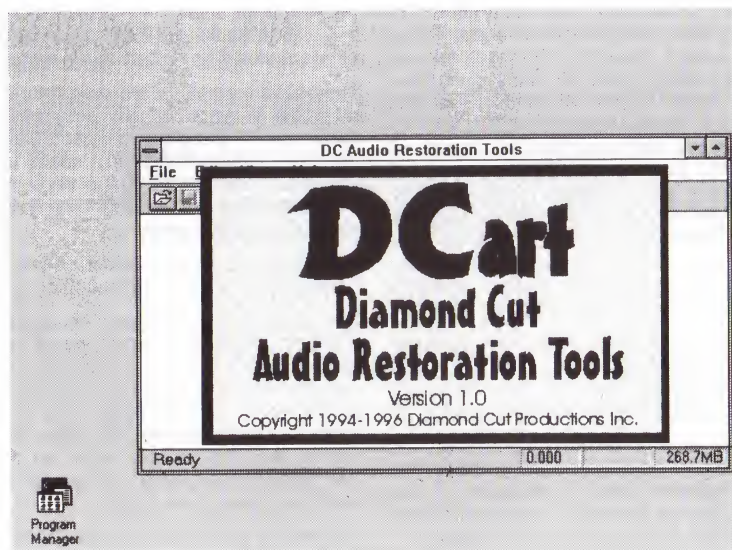 DC Audio Restoration Tools
File
DCart
Diamond Cut
Audio Restoration Tools
Version 1.0
Copyright 1994-1996 Diamond Cut Productions Inc.
Ready 0.000 268.7MB
Program
Manager